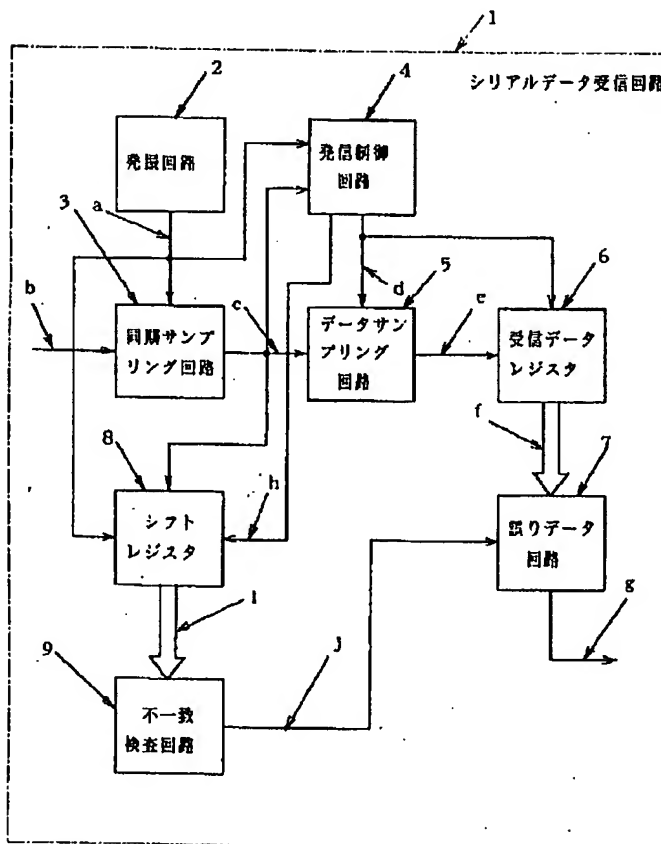 1
シリアルデータ受信回路
2
4
発振回路
発信制御
回路
3
a
b
同期サンプ
リング回路
c
d
5
データサン
プリング
回路
e
6
受信データ
レジスタ
f
7
8
シフト
レジスタ
h
誤りデータ
回路
g
i
9
不一致
検査回路
J